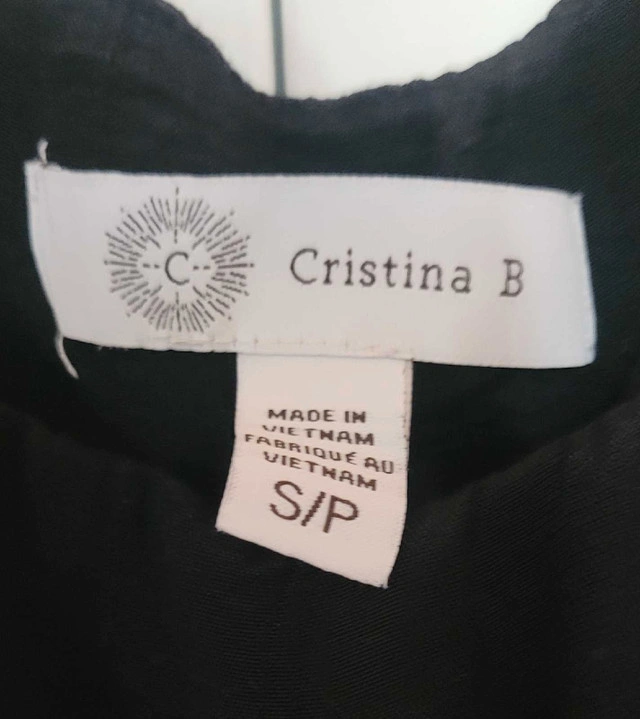 C
Cristina B
MADE IN
VIETNAM
FABRIQUÉ AU
VIETNAM
S/P